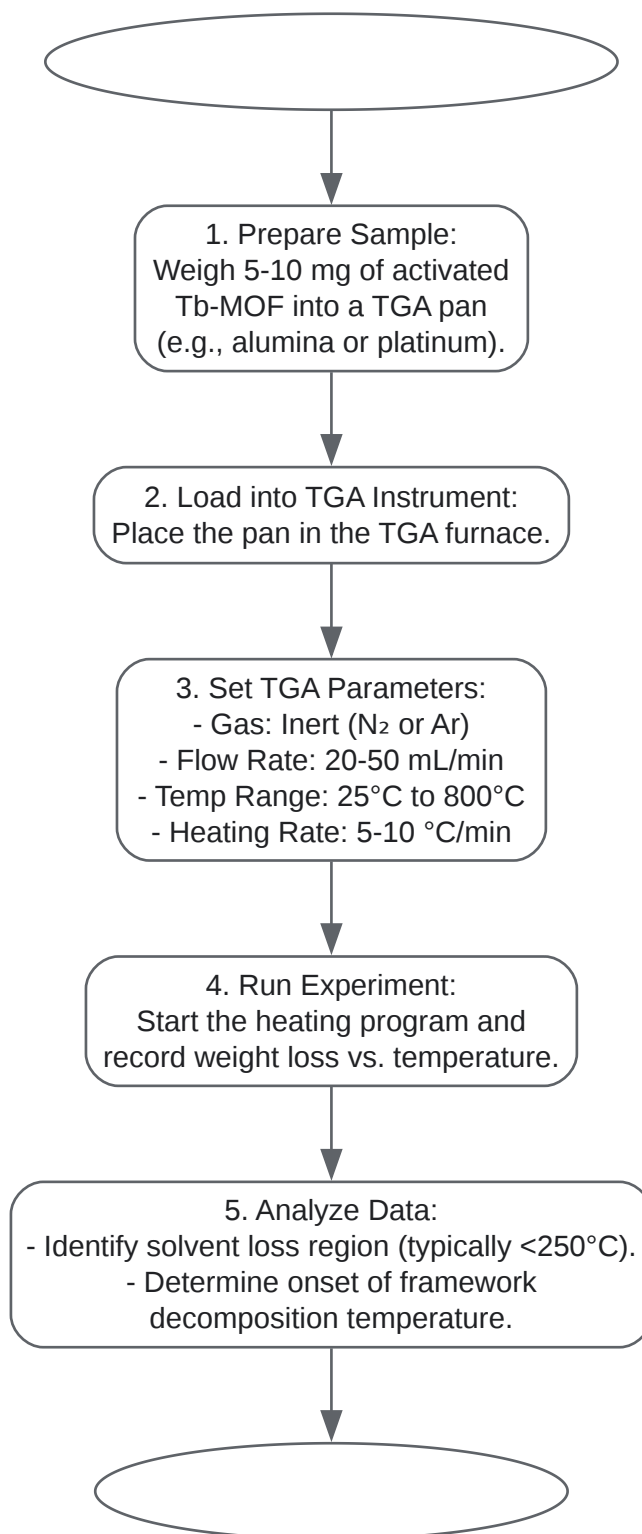 1. Prepare Sample:
Weigh 5-10 mg of activated
Tb-MOF into a TGA pan
(e.g., alumina or platinum).
2. Load into TGA Instrument:
Place the pan in the TGA furnace.
3. Set TGA Parameters:
- Gas: Inert (N₂ or Ar)
- Flow Rate: 20-50 mL/min
- Temp Range: 25°C to 800°C
- Heating Rate: 5-10 °C/min
4. Run Experiment:
Start the heating program and
record weight loss vs. temperature.
5. Analyze Data:
- Identify solvent loss region (typically <250°C).
- Determine onset of framework
decomposition temperature.